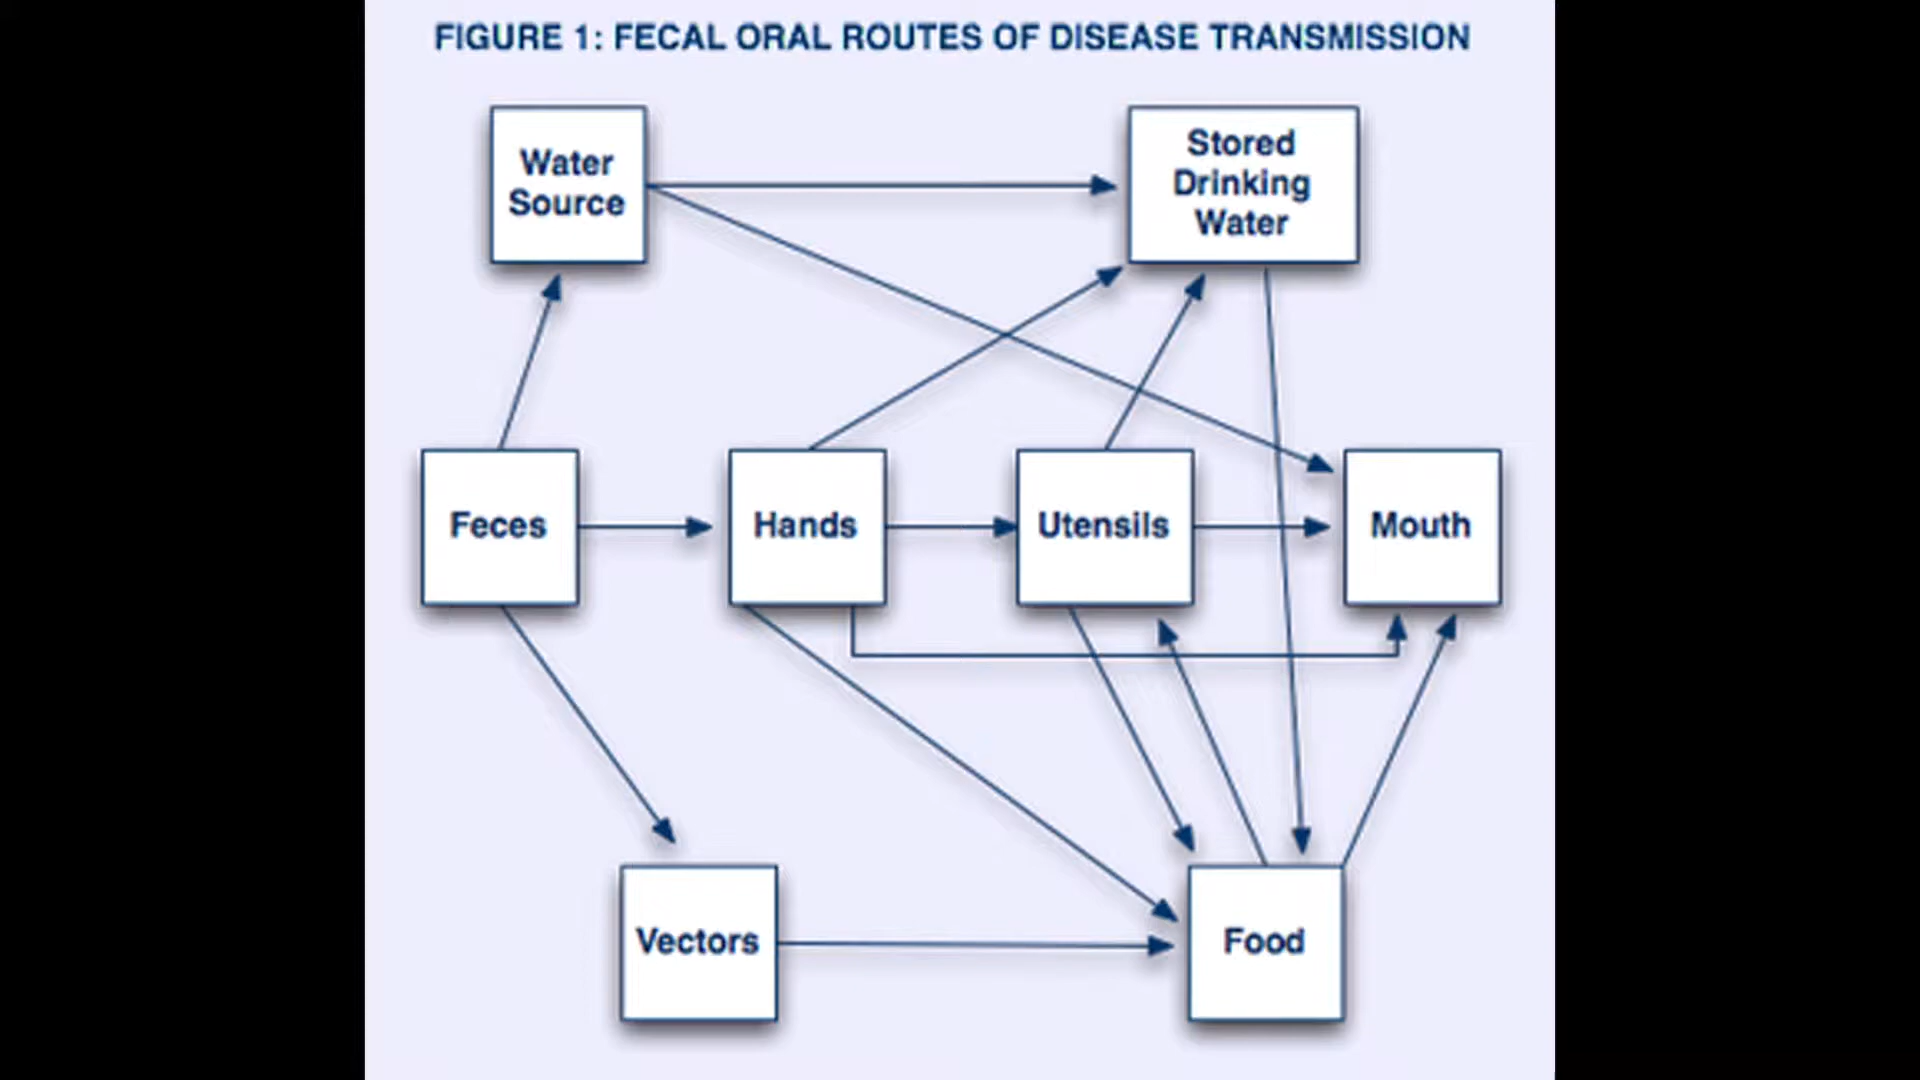 FIGURE 1: FECAL ORAL ROUTES OF DISEASE TRANSMISSION
Water
Source
Stored
Drinking
Water
Feces
Hands
Utensils
Mouth
Vectors
Food